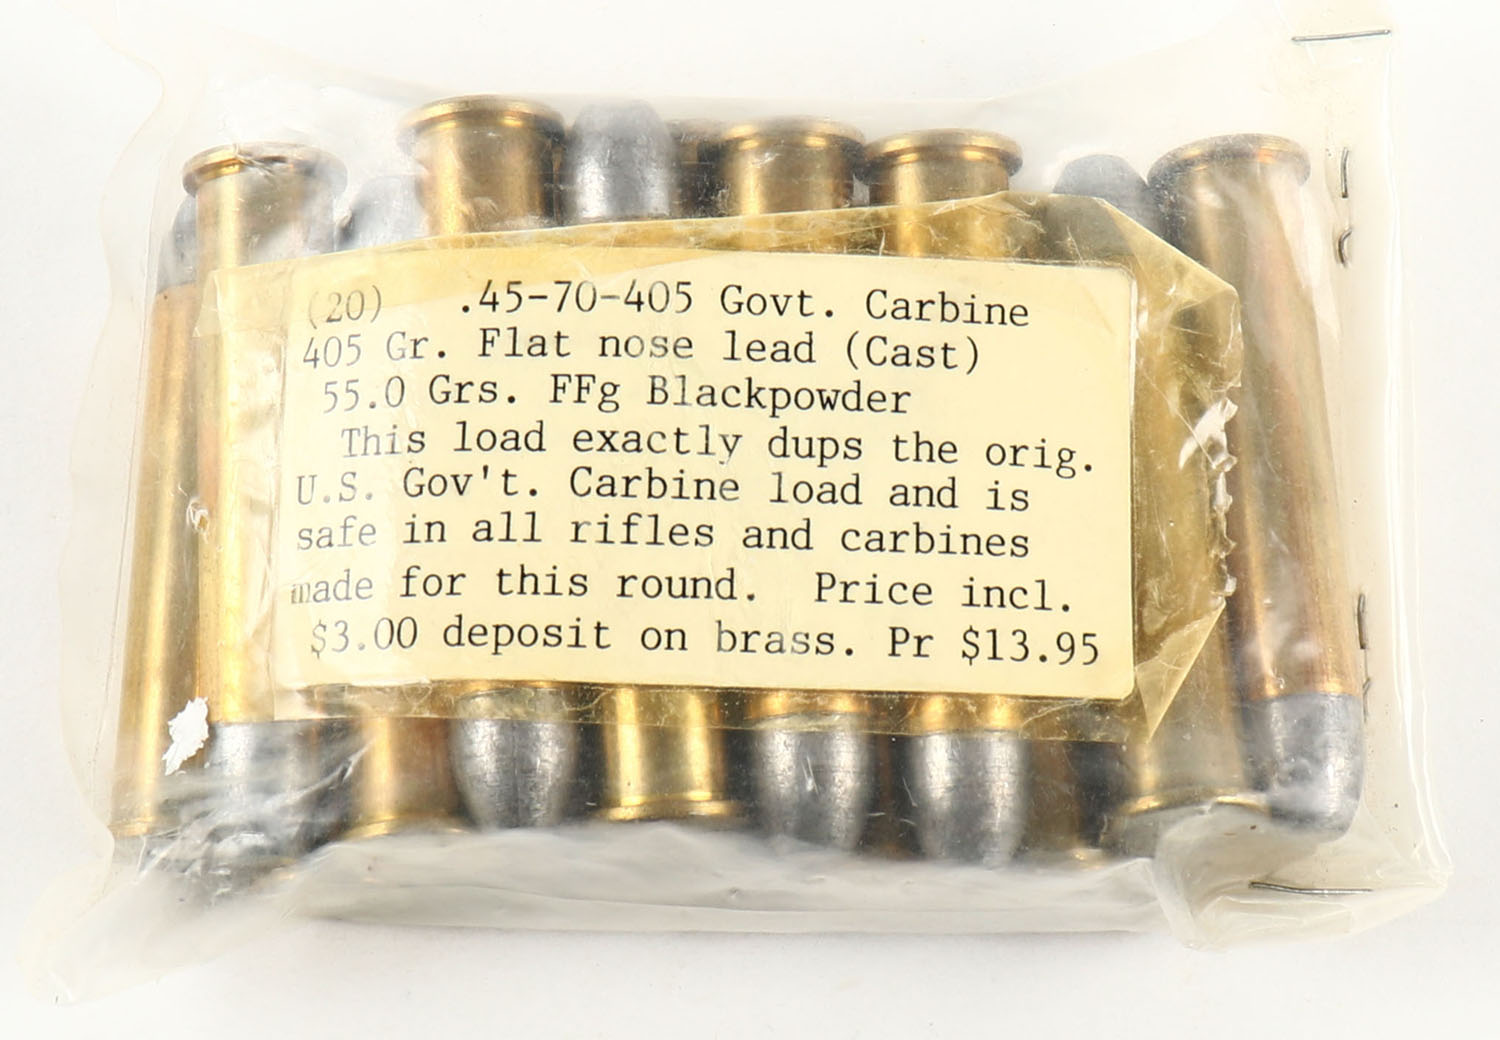 (20) .45-70-405 Govt. Carbine
405 Gr. Flat nose lead (Cast)
55.0 Grs. FFg Blackpowder
This load exactly dups the orig.
U.S. Gov't. Carbine load and is
safe in all rifles and carbines
made for this round. Price incl.
$3.00 deposit on brass. Pr $13.95